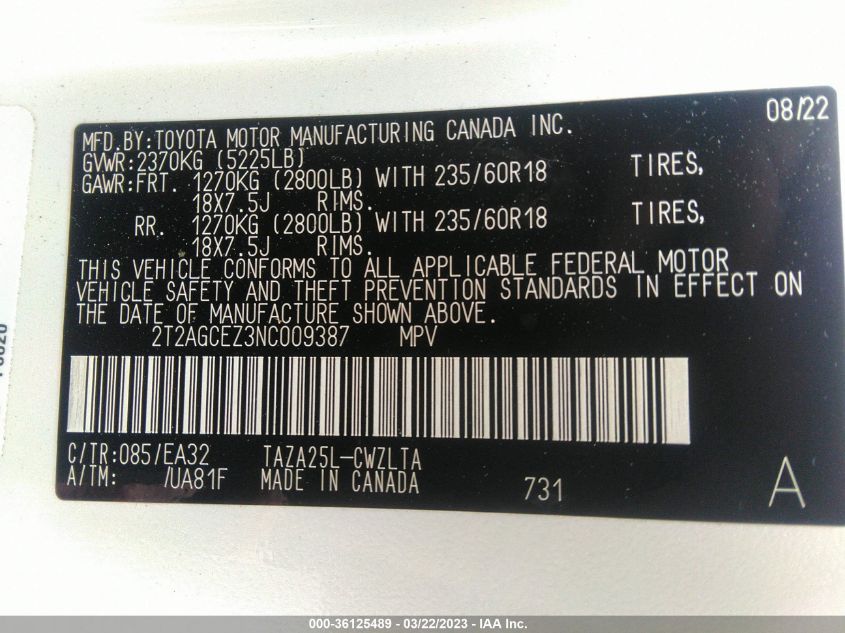 08/22
MFD.BY:TOYOTA MOTOR MANUFACTURING CANADA INC.
GVWR:2370KG (5225LB)
GAWR:FRT. 1270KG (2800LB) WITH 235/60R18 TIRES,
18X7.5J RIMS.
RR. 1270KG (2800LB) WITH 235/60R18 TIRES,
18X7.5J RIMS.
THIS VEHICLE CONFORMS TO ALL APPLICABLE FEDERAL MOTOR
VEHICLE SAFETY AND THEFT PREVENTION STANDARDS IN EFFECT ON
THE DATE OF MANUFACTURE SHOWN ABOVE.
2T2AGCEZ3NC009387 MPV
C/TR:085/EA32 TAZA25L-CWZLTA
A/TM: /UA81F MADE IN CANADA 731 A
000-36125489 - 03/22/2023 - IAA Inc.